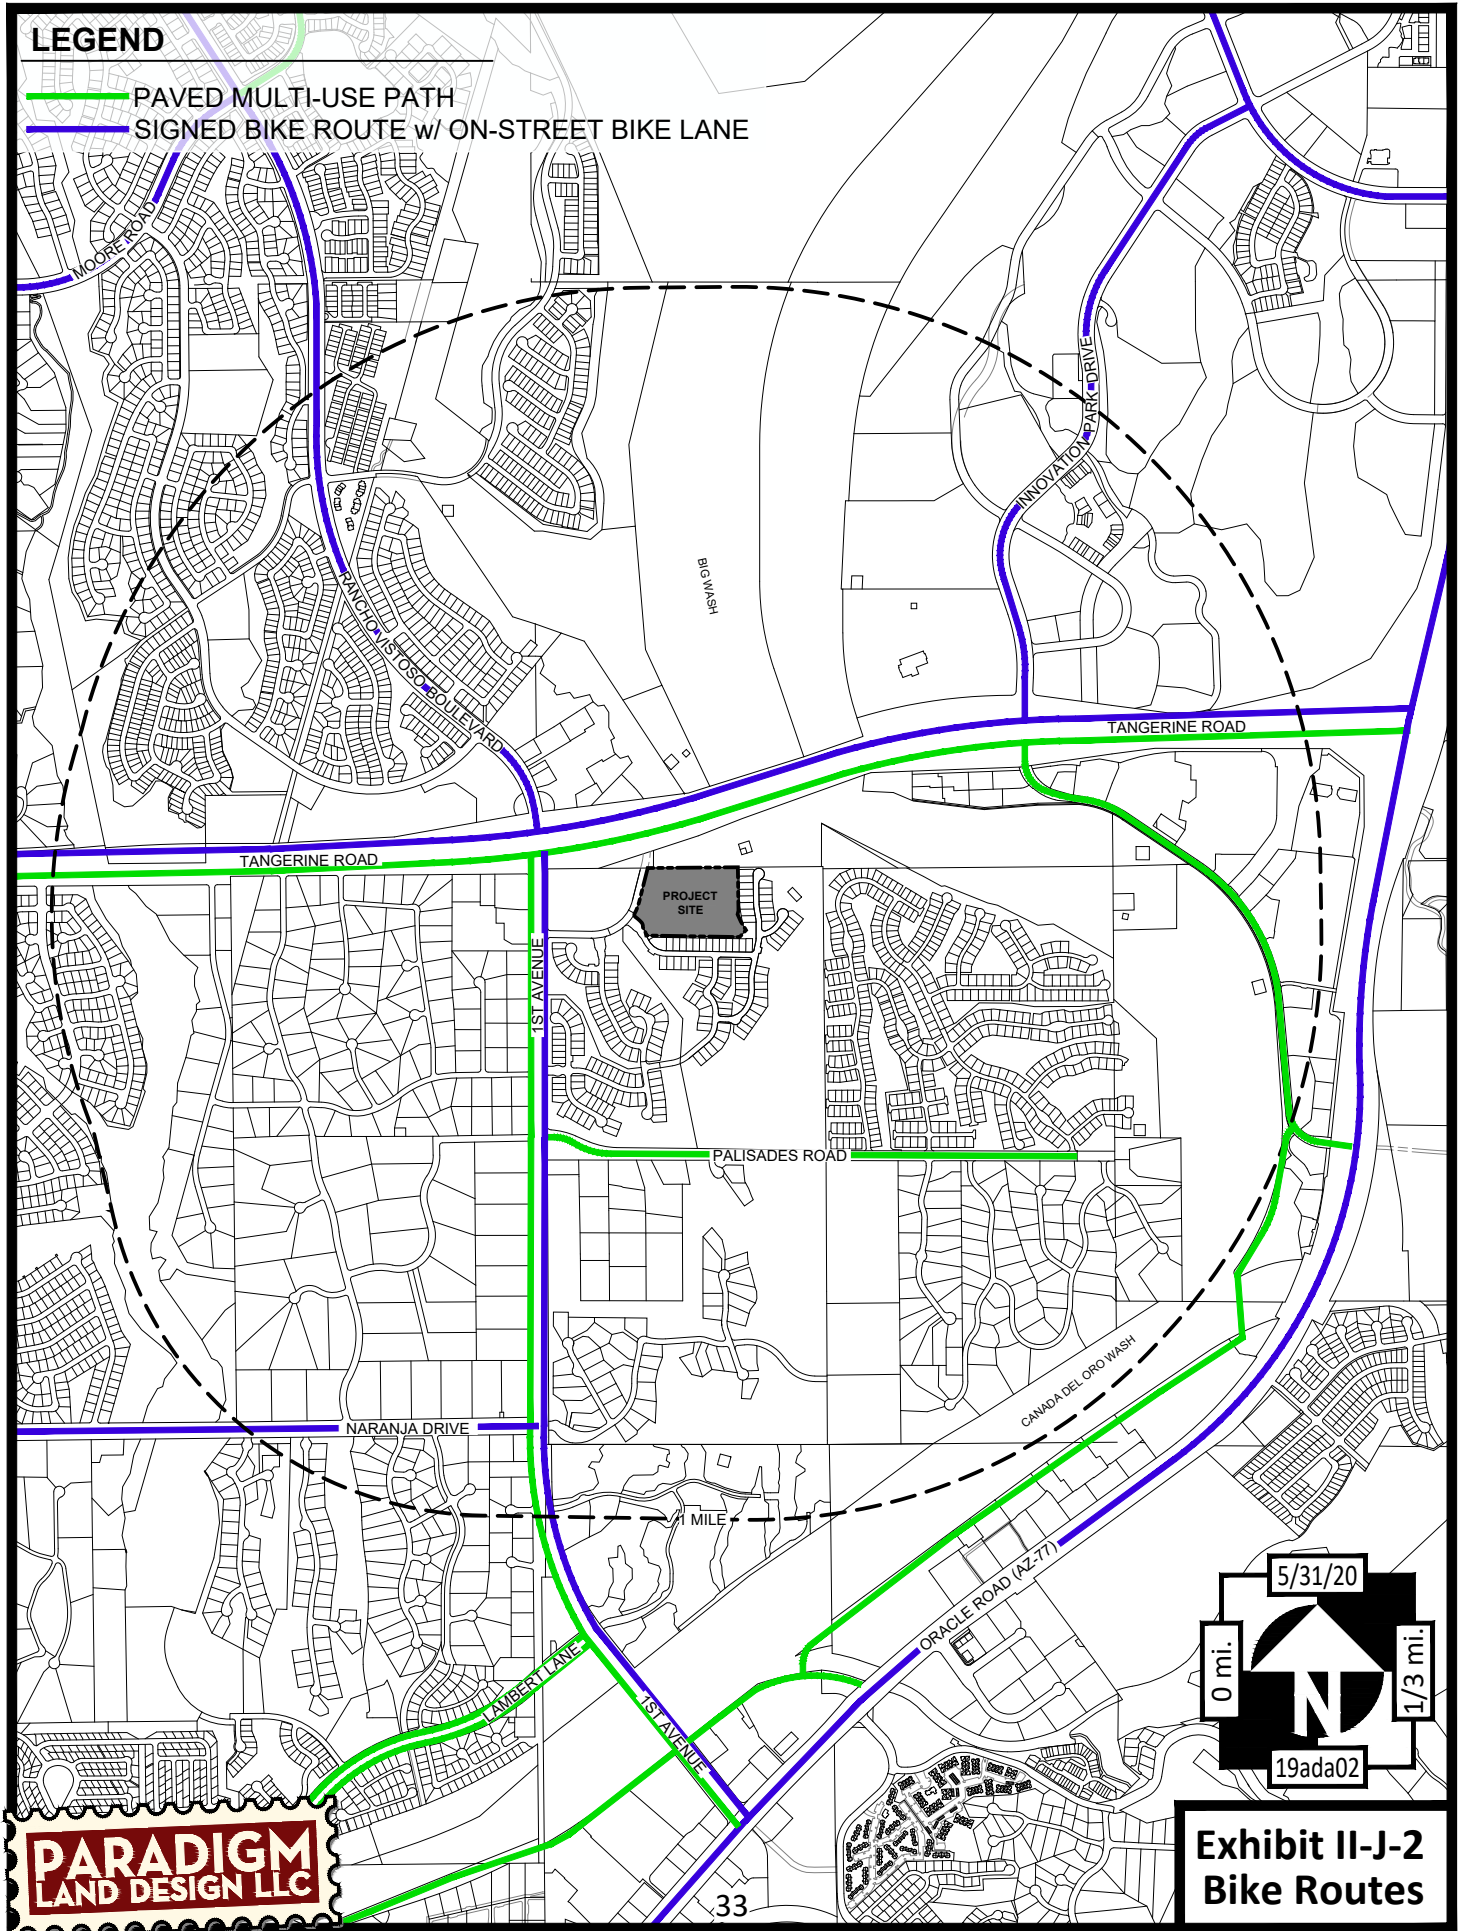 LEGEND
PAVED MULTI-USE PATH
SIGNED BIKE ROUTE w/ ON-STREET BIKE LANE
MOORE ROAD
INNOVATION PARK DRIVE
BIG WASH
RANCHO VISTOSO BOULEVARD
TANGERINE ROAD
TANGERINE ROAD
PROJECT
SITE
1ST AVENUE
PALISADES ROAD
CANADA DEL ORO WASH
NARANJA DRIVE
1 MILE
ORACLE ROAD (AZ-77)
LAMBERT LANE
1ST AVENUE
5/31/20
0 mi.
1/3 mi.
N
19ada02
PARADIGM
LAND DESIGN LLC
33
Exhibit II-J-2
Bike Routes